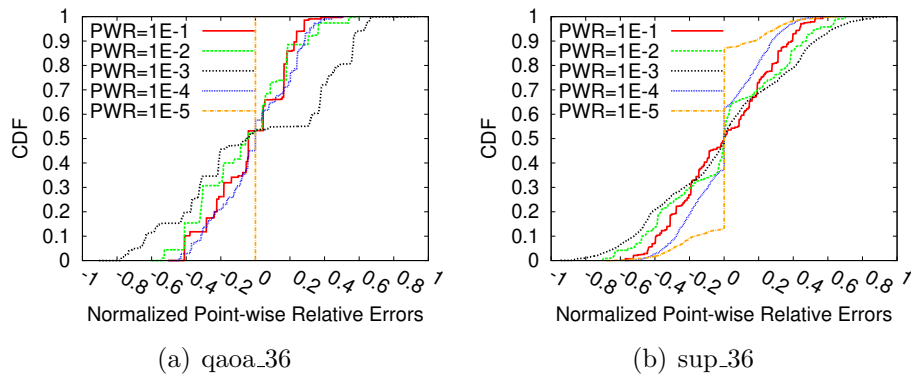 CDF
1
0.9
0.8
0.7
0.6
0.5
0.4
0.3
0.2
0.1
0
PWR=1E-1
PWR=1E-2
PWR=1E-3
PWR=1E-4
PWR=1E-5
-1 -0.8 -0.6 -0.4 -0.2 0 0.2 0.4 0.6 0.8 1
Normalized Point-wise Relative Errors
(a) qaoa_36
CDF
1
0.9
0.8
0.7
0.6
0.5
0.4
0.3
0.2
0.1
0
PWR=1E-1
PWR=1E-2
PWR=1E-3
PWR=1E-4
PWR=1E-5
-1 -0.8 -0.6 -0.4 -0.2 0 0.2 0.4 0.6 0.8 1
Normalized Point-wise Relative Errors
(b) sup_36